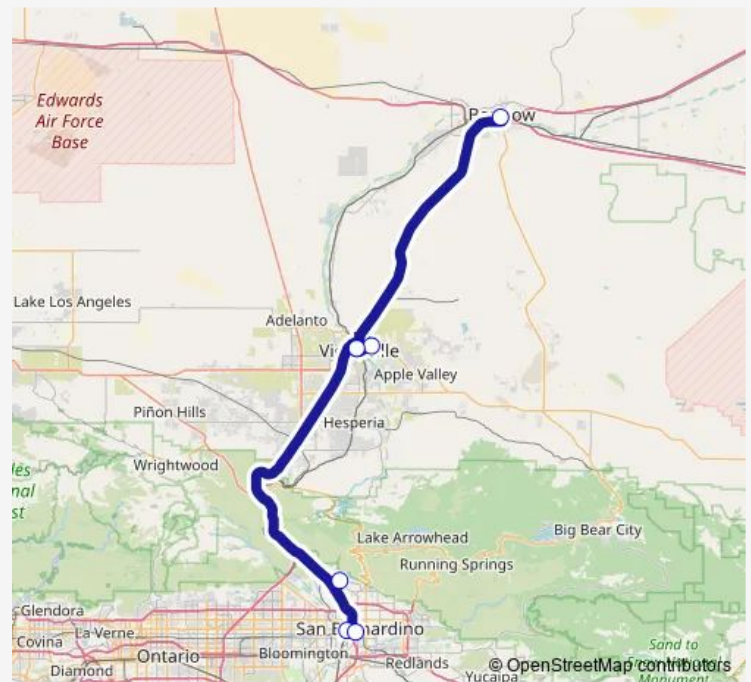 Edwards
Air Force
Base
Lake Los Angeles
Adelanto
Apple Valley
Piñon Hills
Hesperia
Wrightwood
Lake Arrowhead
Big Bear City
Running Springs
Glendora
Covina
La-Verne
Ontario
Bloomington
Redlands
Diamond
Yucaipa
Sand to
© OpenStreetMap contributors